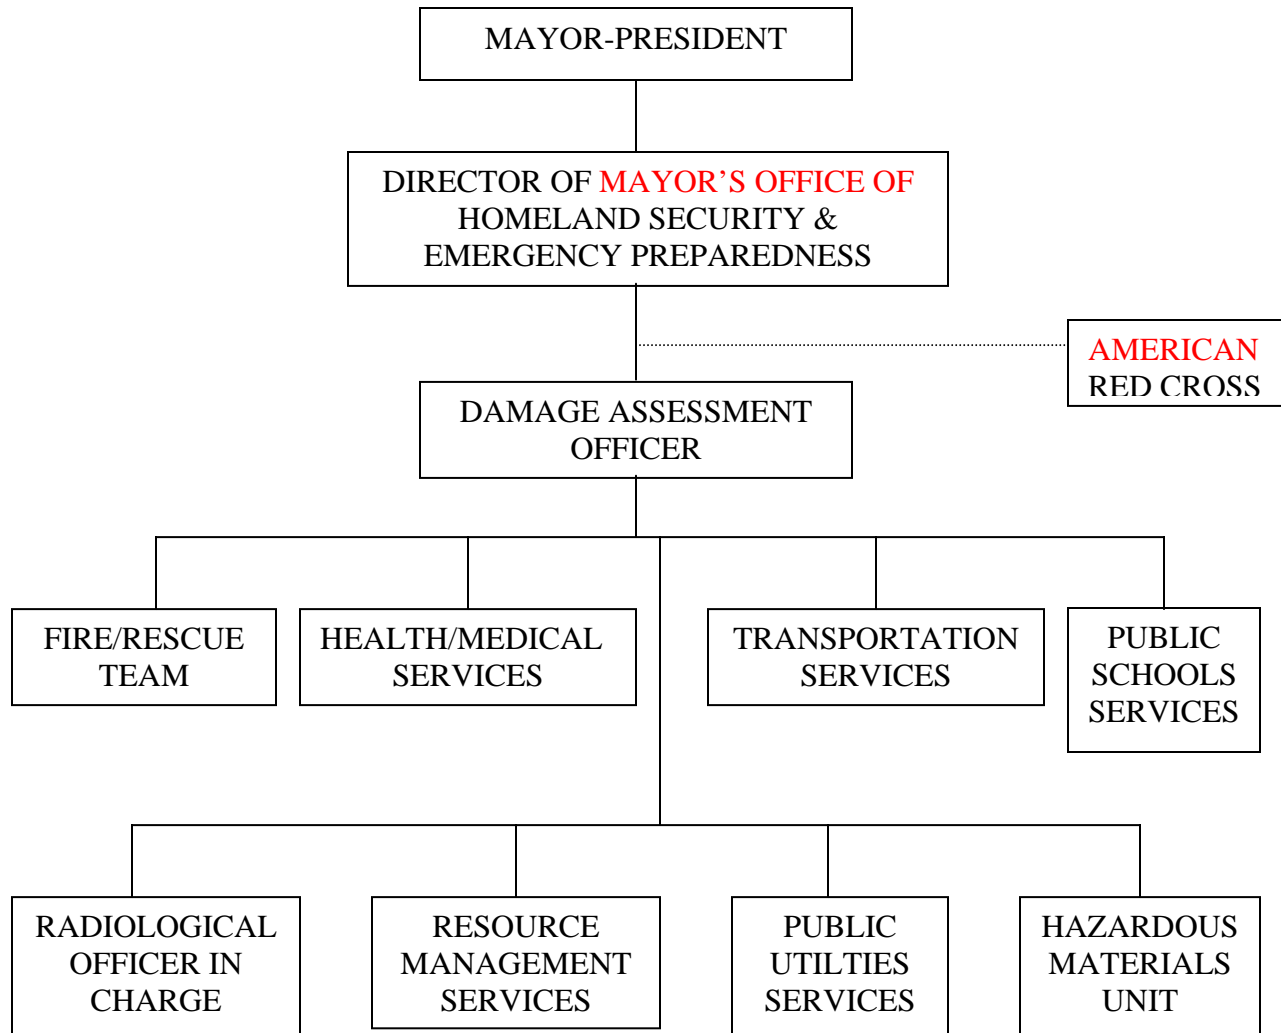 MAYOR-PRESIDENT
DIRECTOR OF MAYOR’S OFFICE OF
HOMELAND SECURITY &
EMERGENCY PREPAREDNESS
AMERICAN
RED CROSS
DAMAGE ASSESSMENT
OFFICER
FIRE/RESCUE
TEAM
HEALTH/MEDICAL
SERVICES
TRANSPORTATION
SERVICES
PUBLIC
SCHOOLS
SERVICES
RADIOLOGICAL
OFFICER IN
CHARGE
RESOURCE
MANAGEMENT
SERVICES
PUBLIC
UTILTIES
SERVICES
HAZARDOUS
MATERIALS
UNIT